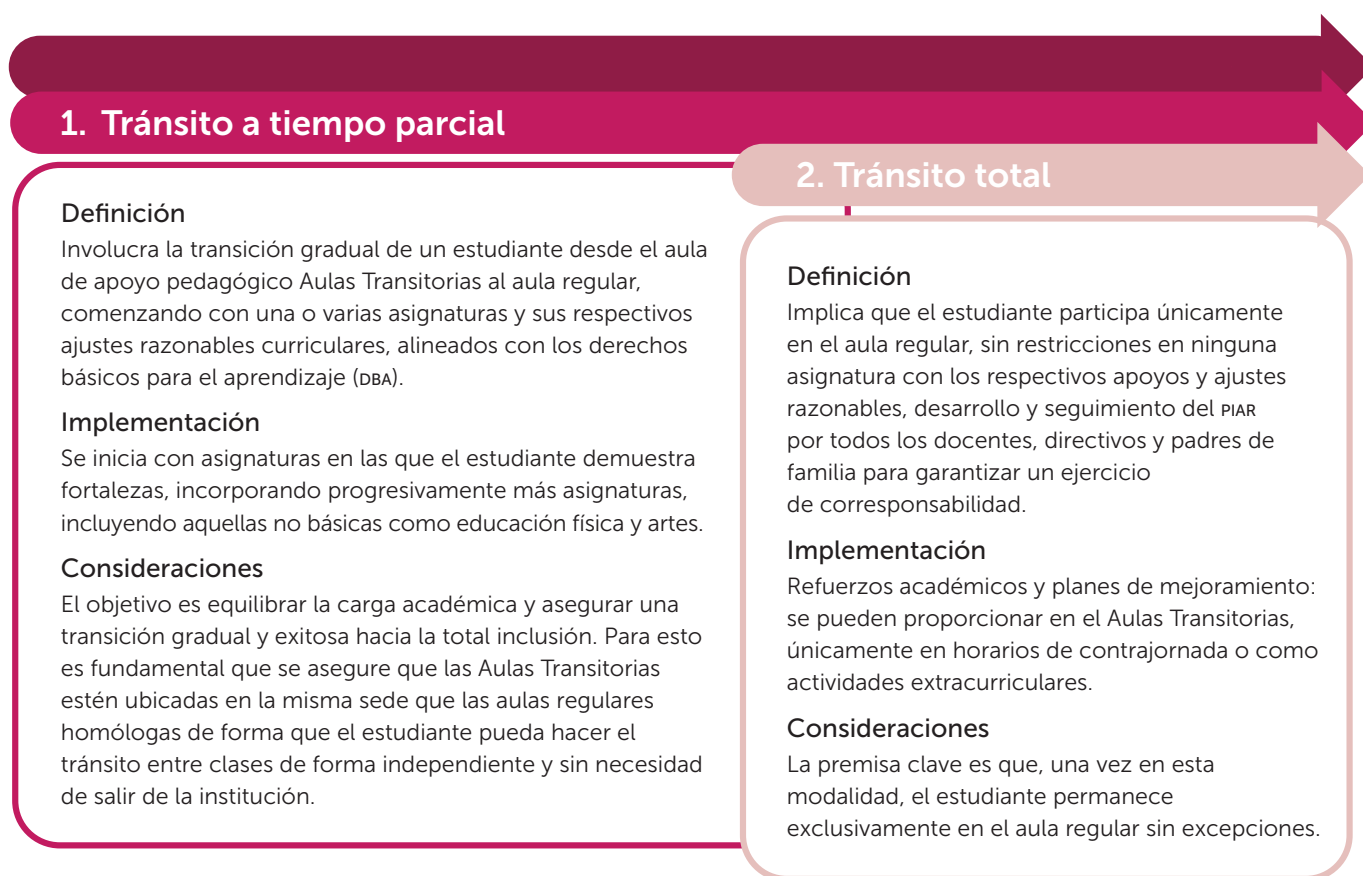 1. Tránsito a tiempo parcial
Definición
Involucra la transición gradual de un estudiante desde el aula
de apoyo pedagógico Aulas Transitorias al aula regular,
comenzando con una o varias asignaturas y sus respectivos
ajustes razonables curriculares, alineados con los derechos
básicos para el aprendizaje (DBA).
Implementación
Se inicia con asignaturas en las que el estudiante demuestra
fortalezas, incorporando progresivamente más asignaturas,
incluyendo aquellas no básicas como educación física y artes.
Consideraciones
El objetivo es equilibrar la carga académica y asegurar una
transición gradual y exitosa hacia la total inclusión. Para esto
es fundamental que se asegure que las Aulas Transitorias
estén ubicadas en la misma sede que las aulas regulares
homólogas de forma que el estudiante pueda hacer el
tránsito entre clases de forma independiente y sin necesidad
de salir de la institución.
2. Tránsito total
Definición
Implica que el estudiante participa únicamente
en el aula regular, sin restricciones en ninguna
asignatura con los respectivos apoyos y ajustes
razonables, desarrollo y seguimiento del PIAR
por todos los docentes, directivos y padres de
familia para garantizar un ejercicio
de corresponsabilidad.
Implementación
Refuerzos académicos y planes de mejoramiento:
se pueden proporcionar en el Aulas Transitorias,
únicamente en horarios de contrajornada o como
actividades extracurriculares.
Consideraciones
La premisa clave es que, una vez en esta
modalidad, el estudiante permanece
exclusivamente en el aula regular sin excepciones.